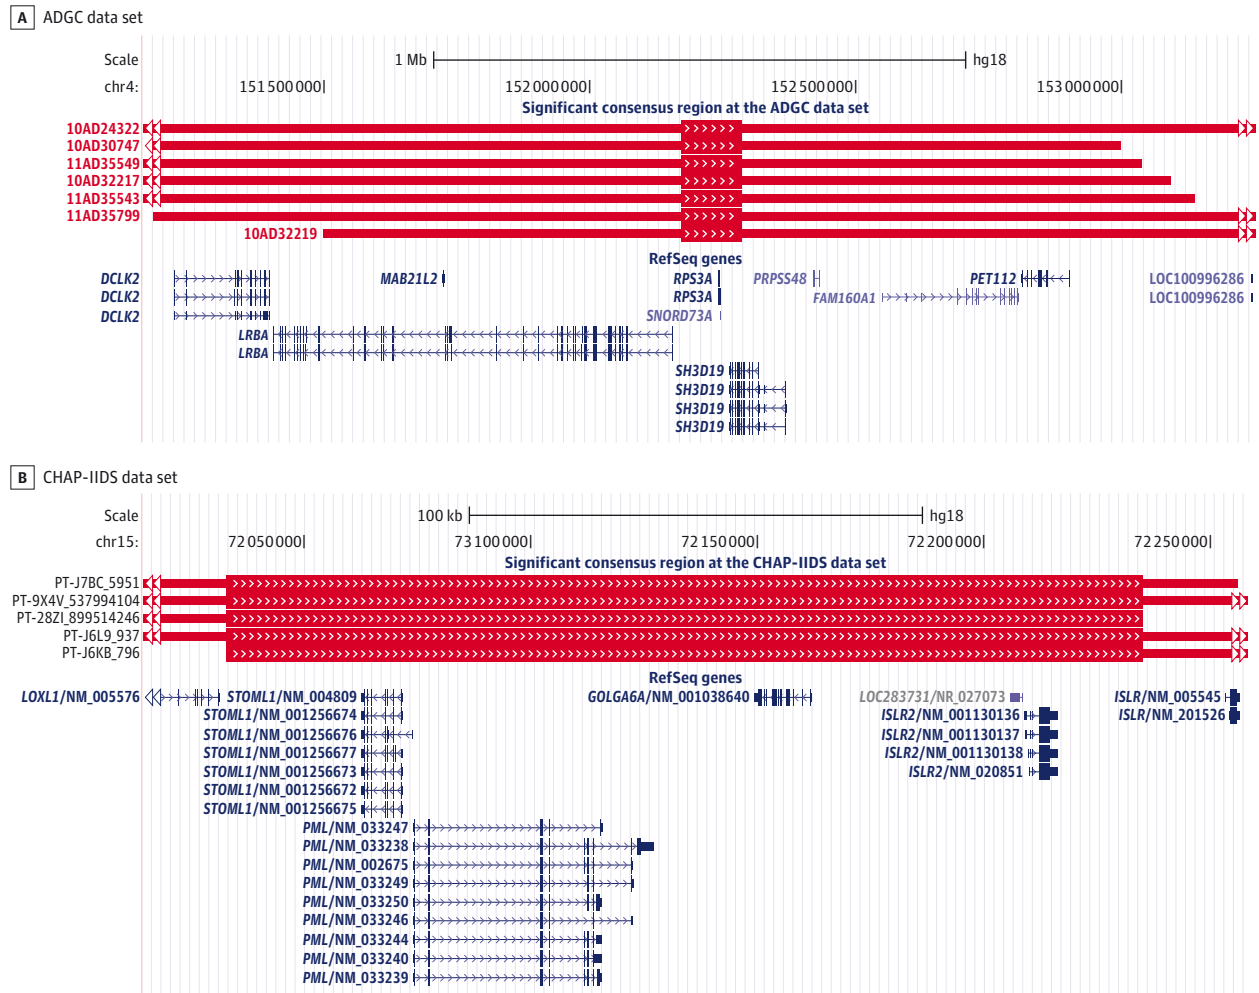 A ADGC data set
Scale 1 Mb hg18
chr4: 151500000 152000000 152500000 153000000
Significant consensus region at the ADGC data set
10AD24322
10AD30747
11AD35549
10AD32217
11AD35543
11AD35799
10AD32219
RefSeq genes
DCLK2 MAB21L2 RPS3A PRPSS48 PET112 LOC100996286
DCLK2 RPS3A FAM160A1 LOC100996286
DCLK2 SNORD73A
LRBA
LRBA
SH3D19
SH3D19
SH3D19
SH3D19
B CHAP-IIDS data set
Scale 100 kb hg18
chr15: 72050000 73100000 72150000 72200000 72250000
Significant consensus region at the CHAP-IIDS data set
PT-J7BC_5951
PT-9X4V_537994104
PT-28ZI_899514246
PT-J6L9_937
PT-J6KB_796
RefSeq genes
LOXL1/NM_005576 STOML1/NM_004809 GOLGA6A/NM_001038640 LOC283731/NR_027073 ISLR/NM_005545
STOML1/NM_001256674 ISLR2/NM_001130136 ISLR/NM_201526
STOML1/NM_001256676 ISLR2/NM_001130137
STOML1/NM_001256677 ISLR2/NM_001130138
STOML1/NM_001256673 ISLR2/NM_020851
STOML1/NM_001256672
STOML1/NM_001256675
PML/NM_033247
PML/NM_033238
PML/NM_002675
PML/NM_033249
PML/NM_033250
PML/NM_033246
PML/NM_033244
PML/NM_033240
PML/NM_033239